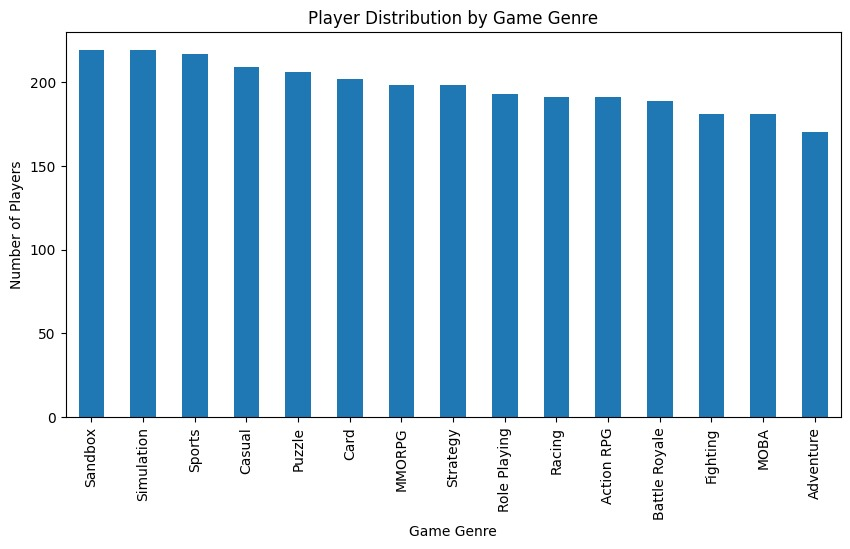 Player Distribution by Game Genre
Number of Players
200
150
100
50
0
Sandbox
Simulation
Sports
Casual
Puzzle
Card
MMORPG
Strategy
Role Playing
Racing
Action RPG
Battle Royale
Fighting
MOBA
Adventure
Game Genre